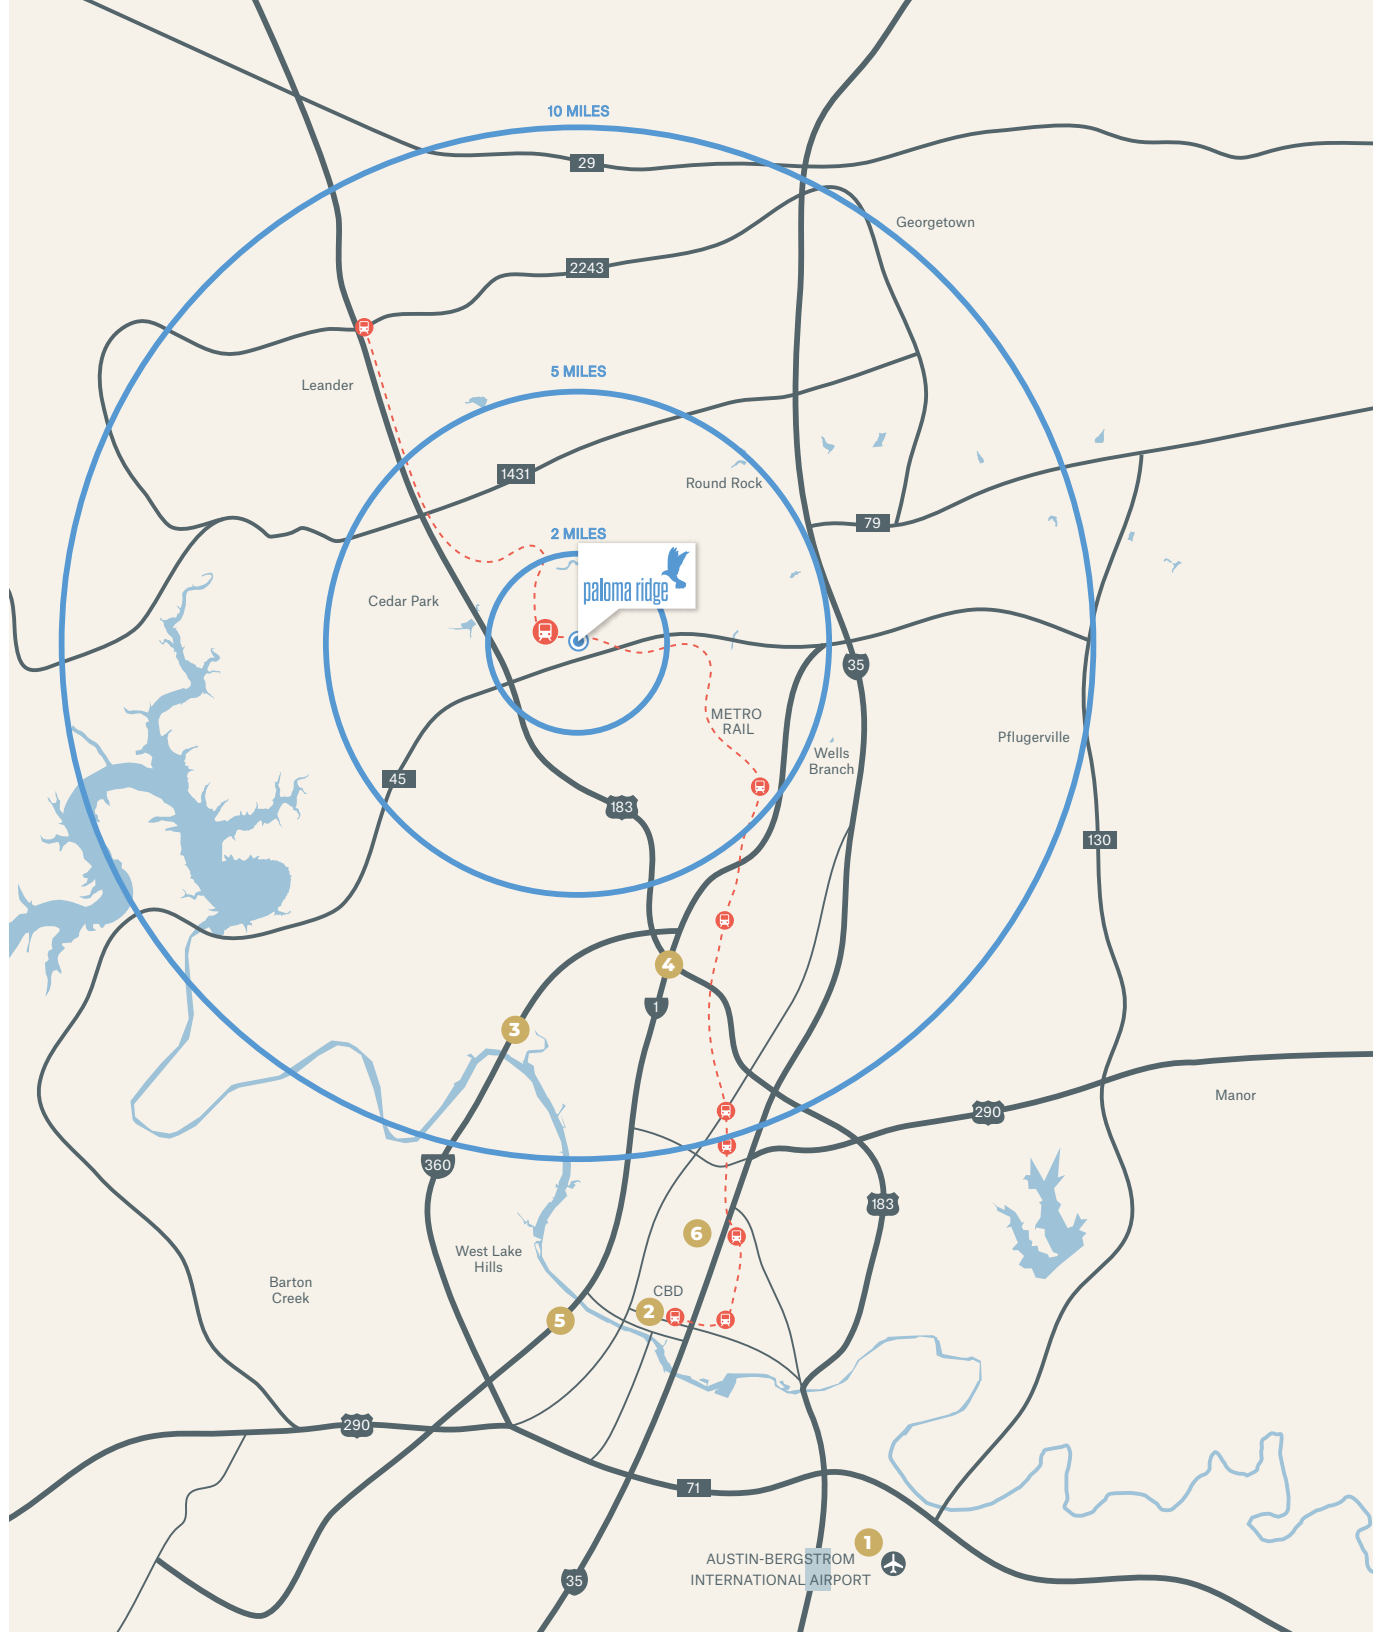 10 MILES
29
Georgetown
2243
5 MILES
Leander
1431
Round Rock
79
2 MILES
paloma ridge
Cedar Park
35
METRO
RAIL
Pflugerville
Wells
Branch
45
183
130
4
1
3
290
Manor
360
183
6
West Lake
Hills
Barton
Creek
CBD
2
5
290
71
1
AUSTIN-BERGSTROM
INTERNATIONAL AIRPORT
35